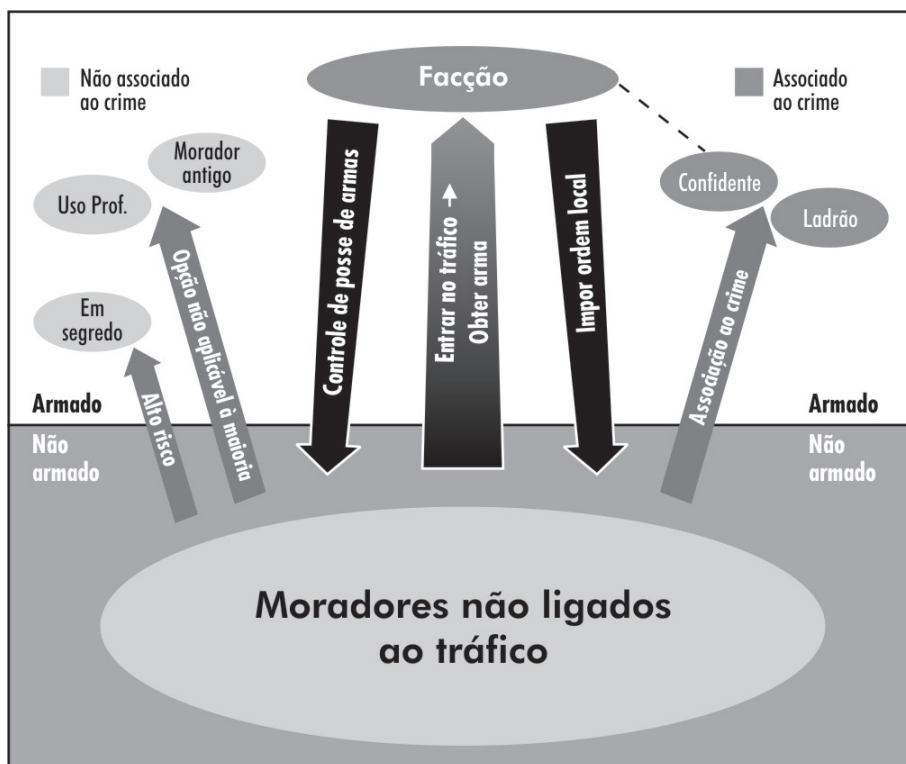 Não associado
ao crime
Facção
Associado
ao crime
Morador
antigo
Uso Prof.
Em
segredo
Confidente
Ladrão
Alto risco
Opção não aplicável à maioria
Controle de posse de armas
Entrar no tráfico →
Obter arma
Impor ordem local
Associação ao crime
Armado
Não
armado
Armado
Não
armado
Moradores não ligados
ao tráfico